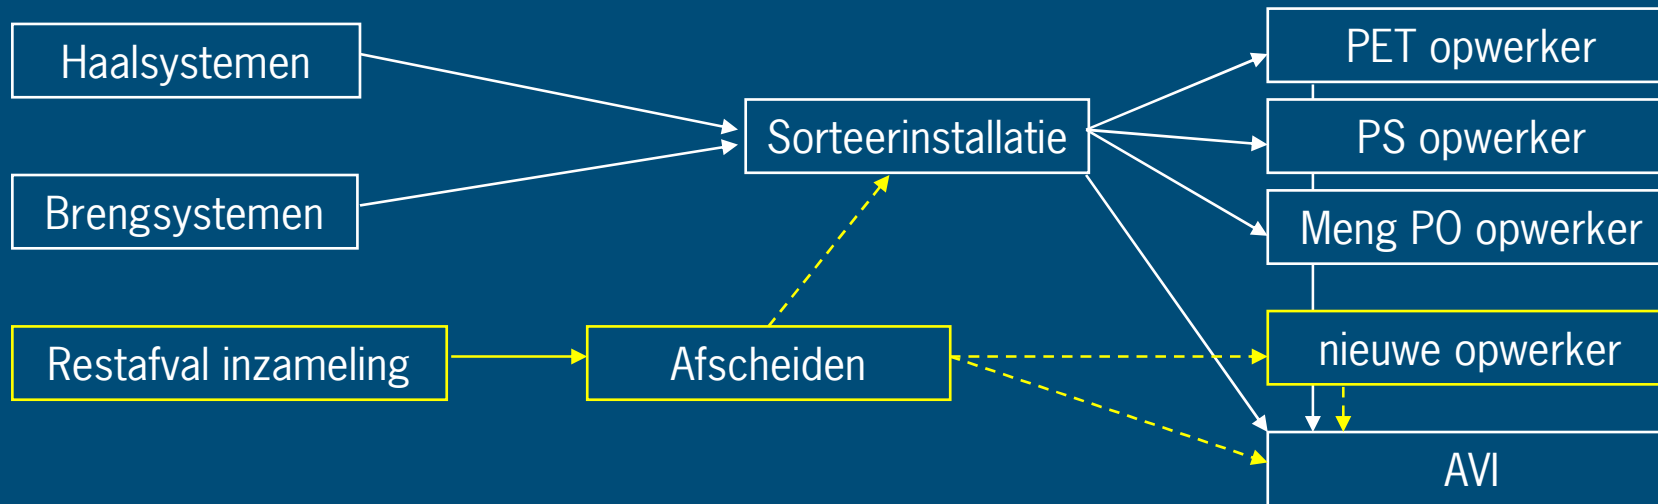 Haalsystemen
Brengsystemen
Restafval inzameling
Sorteerinstallatie
Afscheiden
PET opwerker
PS opwerker
Meng PO opwerker
nieuwe opwerker
AVI